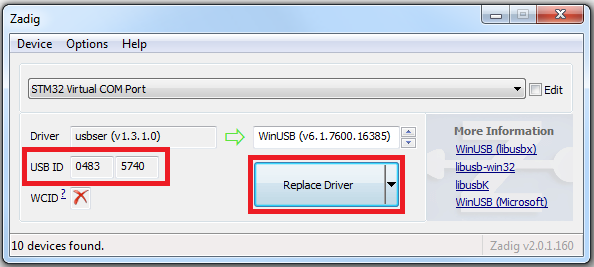 Zadig
Device Options Help
STM32 Virtual COM Port
Edit
Driver usbser (v1.3.1.0) WinUSB (v6.1.7600.16385)
USB ID 0483 5740
WCID ?
Replace Driver
More Information
WinUSB (libusbx)
libusb-win32
libusbK
WinUSB (Microsoft)
10 devices found.
Zadig v2.0.1.160